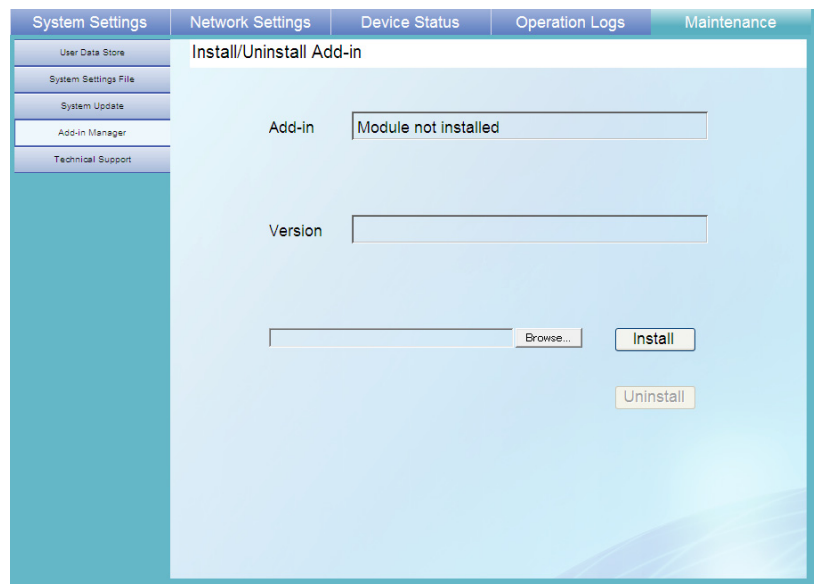 System Settings Network Settings Device Status Operation Logs Maintenance
User Data Store
System Settings File
System Update
Add-in Manager
Technical Support
Install/Uninstall Add-in
Add-in Module not installed
Version
Browse... Install
Uninstall